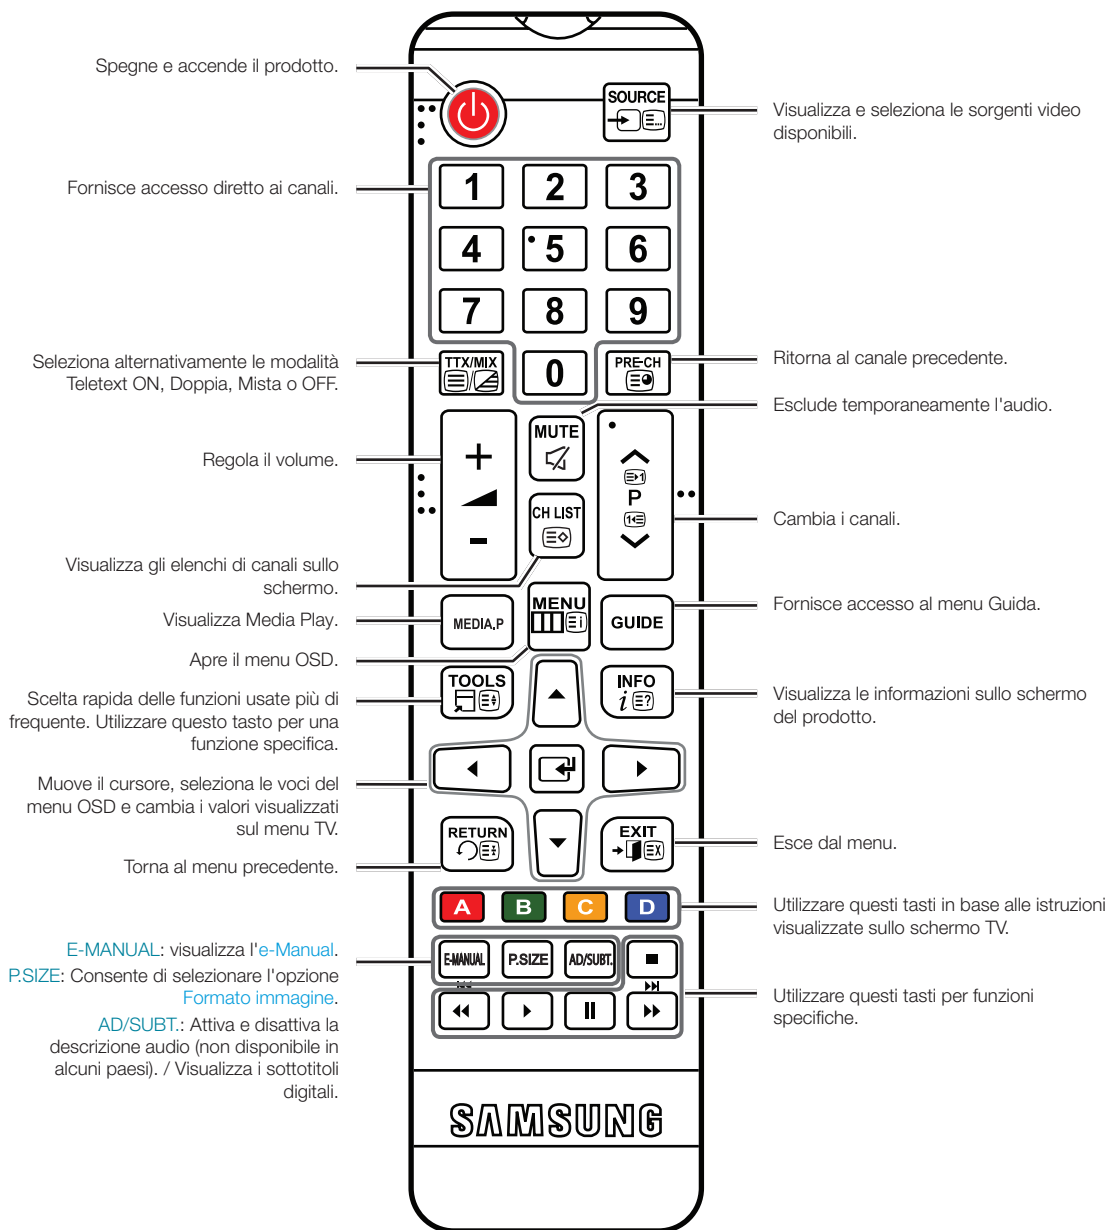 Spegne e accende il prodotto.
SOURCE
Visualizza e seleziona le sorgenti video
disponibili.
Fornisce accesso diretto ai canali.
1 2 3
4 5 6
7 8 9
0
Seleziona alternativamente le modalità
Teletext ON, Doppia, Mista o OFF.
TTX/MIX
PRE-CH
Ritorna al canale precedente.
Esclude temporaneamente l'audio.
MUTE
Regola il volume.
+
-
P
CH LIST
Cambia i canali.
Visualizza gli elenchi di canali sullo
schermo.
Visualizza Media Play.
MEDIA.P
MENU
GUIDE
Fornisce accesso al menu Guida.
Apre il menu OSD.
TOOLS
INFO
Scelta rapida delle funzioni usate più di
frequente. Utilizzare questo tasto per una
funzione specifica.
Visualizza le informazioni sullo schermo
del prodotto.
Muove il cursore, seleziona le voci del
menu OSD e cambia i valori visualizzati
sul menu TV.
RETURN
EXIT
Torna al menu precedente.
Esce dal menu.
A B C D
Utilizzare questi tasti in base alle istruzioni
visualizzate sullo schermo TV.
E-MANUAL: visualizza l'e-Manual.
P.SIZE: Consente di selezionare l'opzione
Formato immagine.
AD/SUBT.: Attiva e disattiva la
descrizione audio (non disponibile in
alcuni paesi). / Visualizza i sottotitoli
digitali.
E-MANUAL P.SIZE AD/SUBT.
Utilizzare questi tasti per funzioni
specifiche.
SAMSUNG